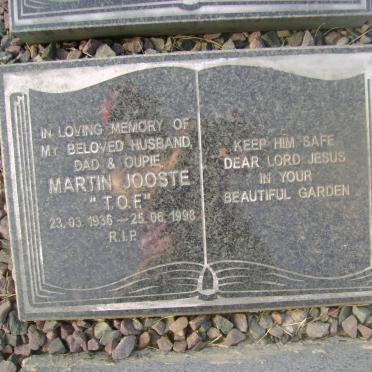 IN LOVING MEMORY OF
MY BELOVED HUSBAND,
DAD & OUPIE
MARTIN JOOSTE
"T.O.F"
23.03.1936 – 25.06.1998
R.I.P.
KEEP HIM SAFE
DEAR LORD JESUS
IN YOUR
BEAUTIFUL GARDEN